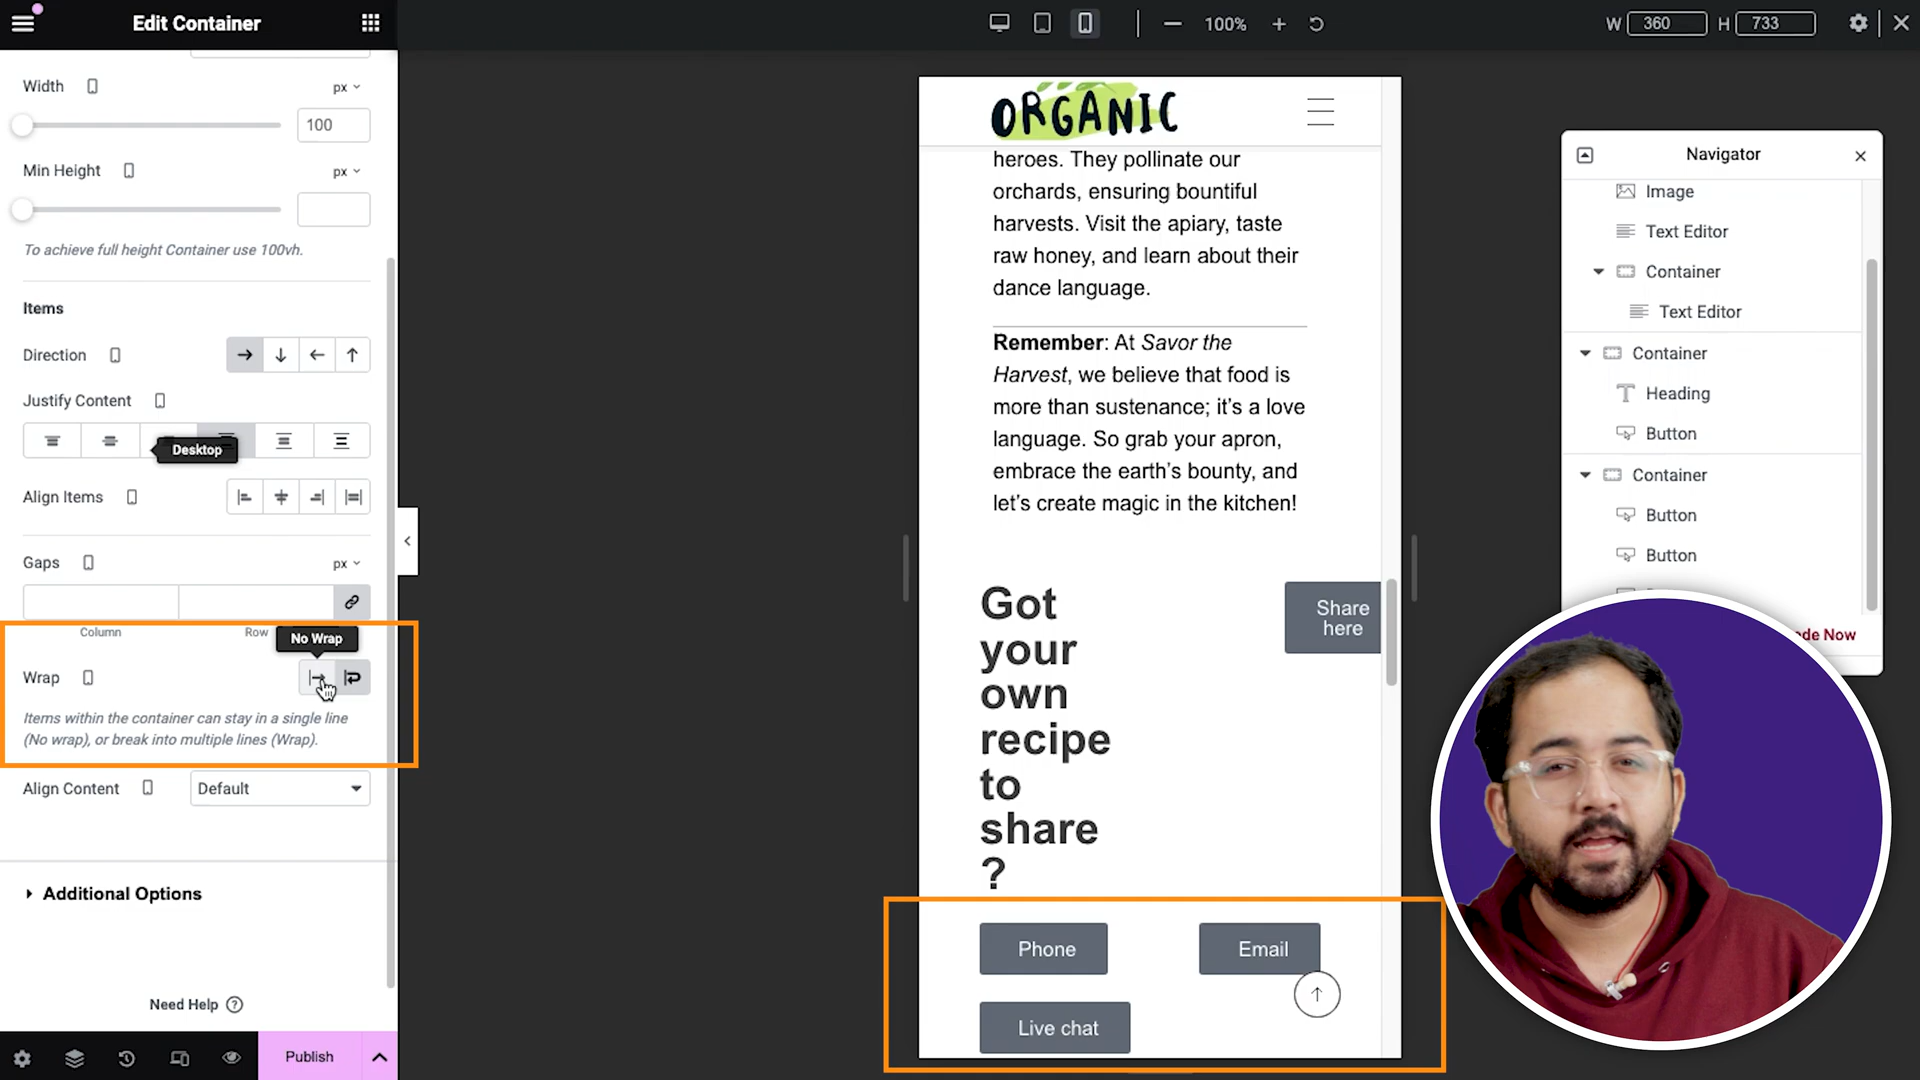 Edit Container
100%
W 360 H 733
Width px
100
Min Height px
To achieve full height Container use 100vh.
Items
Direction
Justify Content
Desktop
Align Items
Gaps px
Column Row
No Wrap
Wrap
Items within the container can stay in a single line
(No wrap), or break into multiple lines (Wrap).
Align Content Default
Additional Options
Need Help ?
Publish
ORGANIC
heroes. They pollinate our
orchards, ensuring bountiful
harvests. Visit the apiary, taste
raw honey, and learn about their
dance language.
Remember: At Savor the
Harvest, we believe that food is
more than sustenance; it's a love
language. So grab your apron,
embrace the earth's bounty, and
let's create magic in the kitchen!
Got
your
own
recipe
to
share
?
Share
here
Phone
Email
Live chat
Navigator
Image
Text Editor
Container
Text Editor
Container
Heading
Button
Container
Button
Button
Now